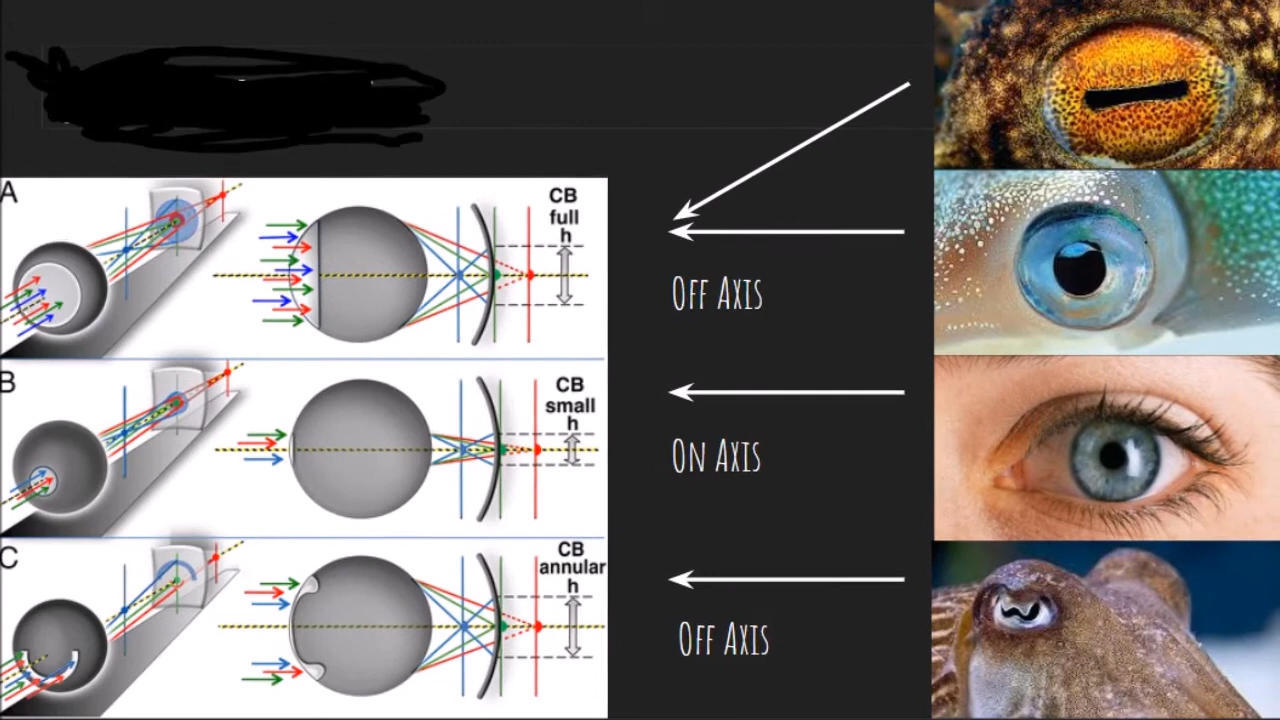 A
CB
full
h
Off Axis
B
CB
small
h
On Axis
C
CB
annular
h
Off Axis